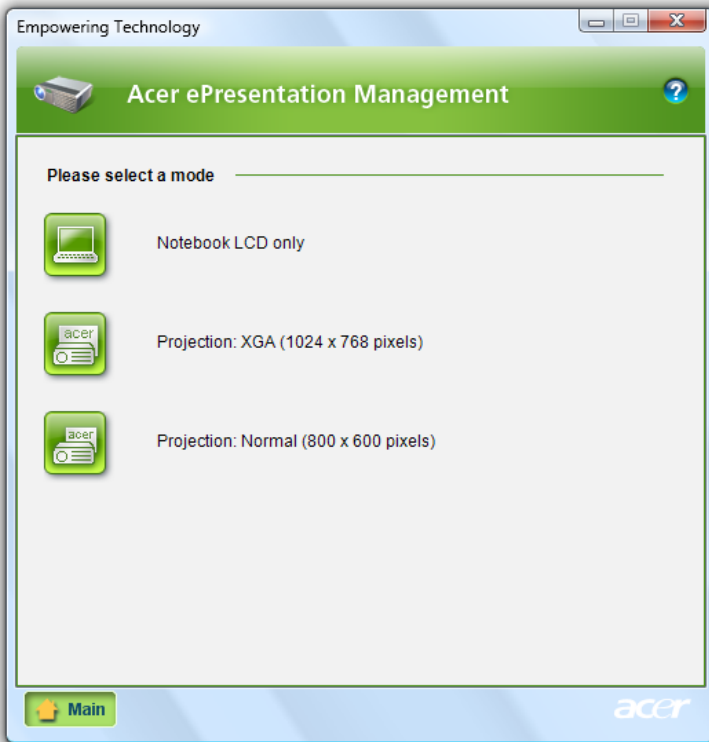 Empowering Technology
Acer ePresentation Management
?
Please select a mode
Notebook LCD only
acer
Projection: XGA (1024 x 768 pixels)
acer
Projection: Normal (800 x 600 pixels)
Main
acer